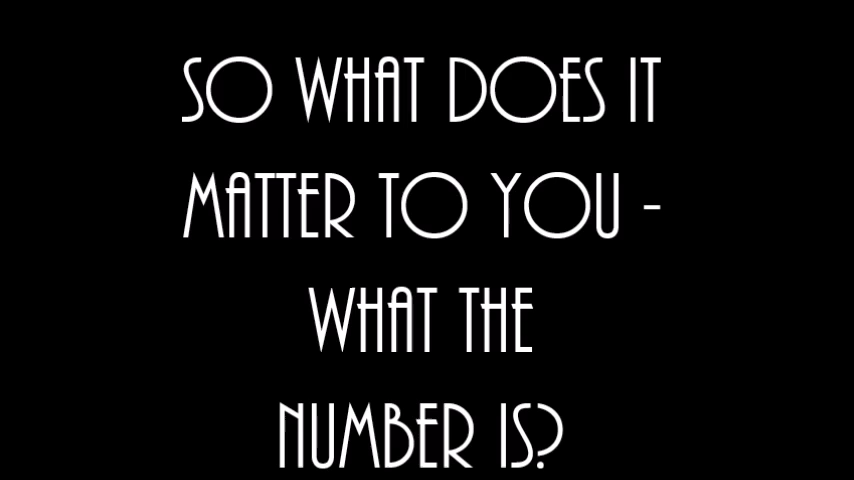 SO WHAT DOES IT
MATTER TO YOU -
WHAT THE
NUMBER IS?